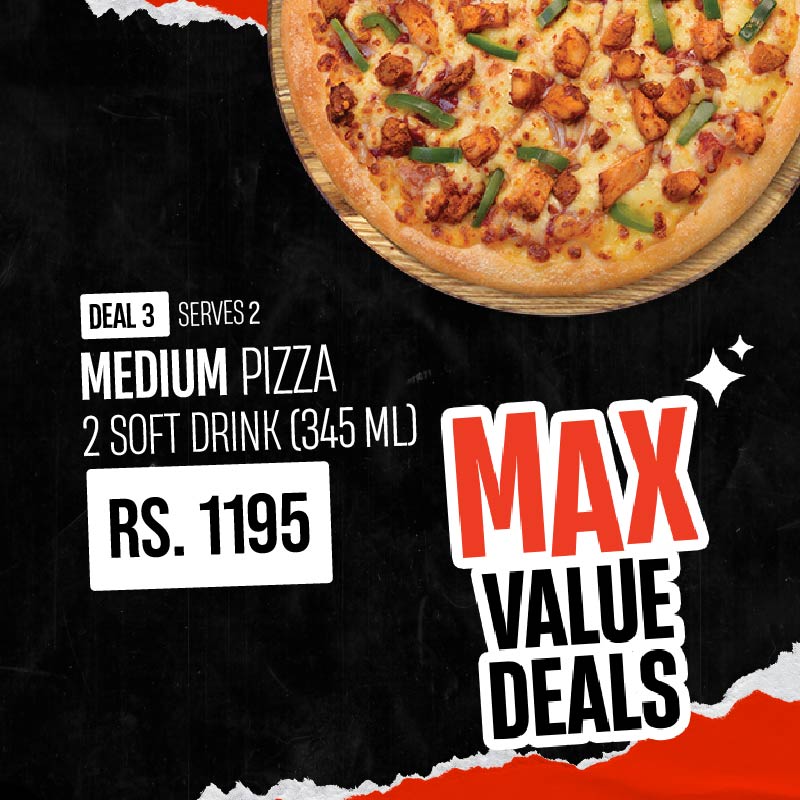 DEAL 3 SERVES 2
MEDIUM PIZZA
2 SOFT DRINK (345 ML)
RS. 1195
MAX
VALUE
DEALS